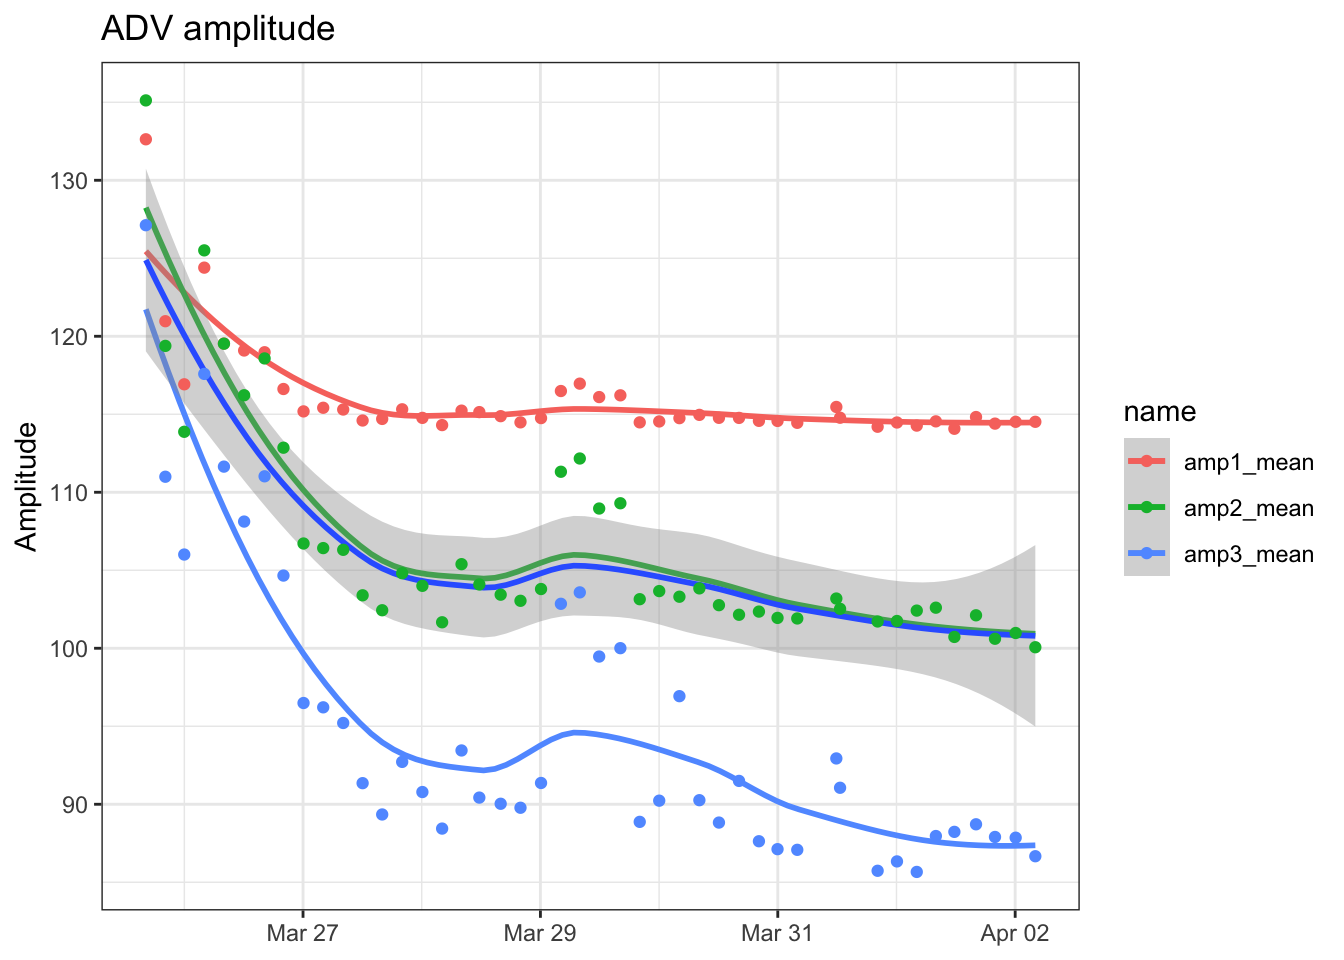 ADV amplitude
Amplitude
130
120
110
100
90
Mar 27
Mar 29
Mar 31
Apr 02
name
amp1_mean
amp2_mean
amp3_mean